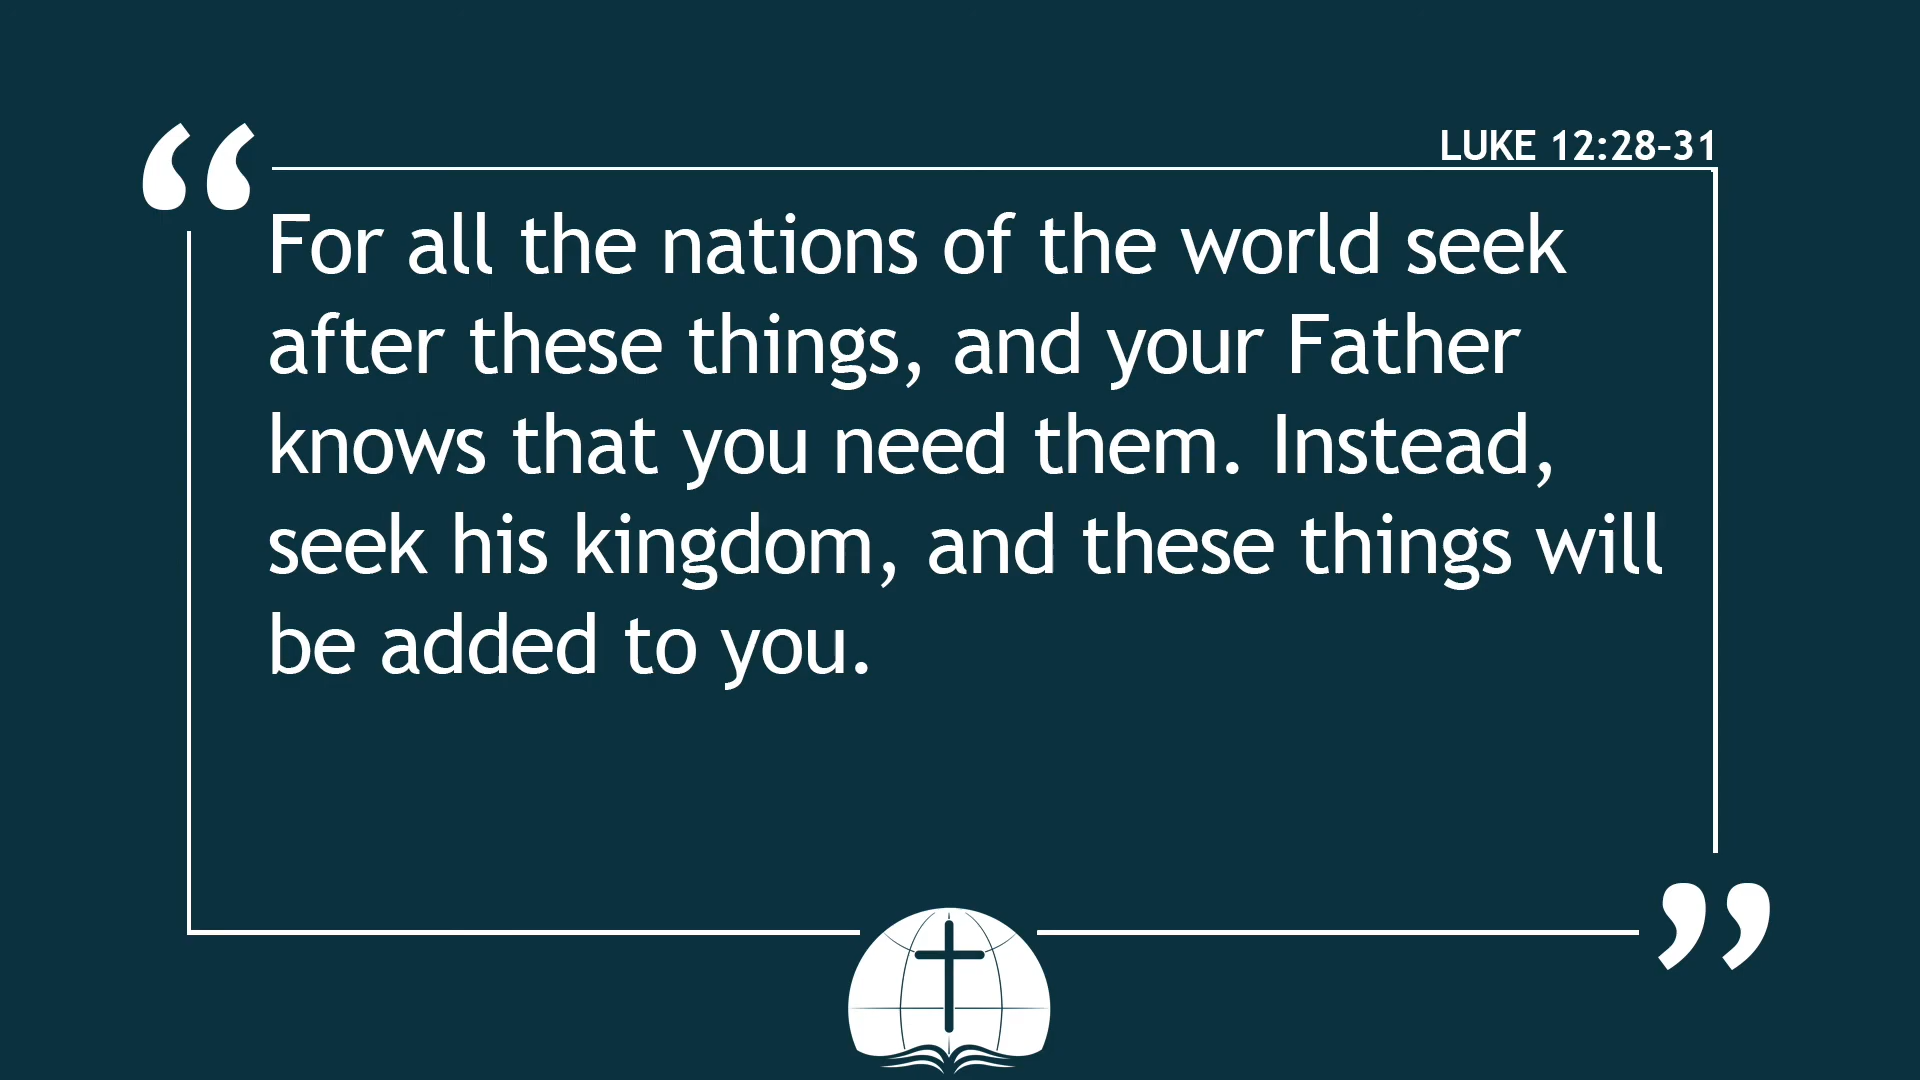 LUKE 12:28-31
“For all the nations of the world seek
after these things, and your Father
knows that you need them. Instead,
seek his kingdom, and these things will
be added to you.”